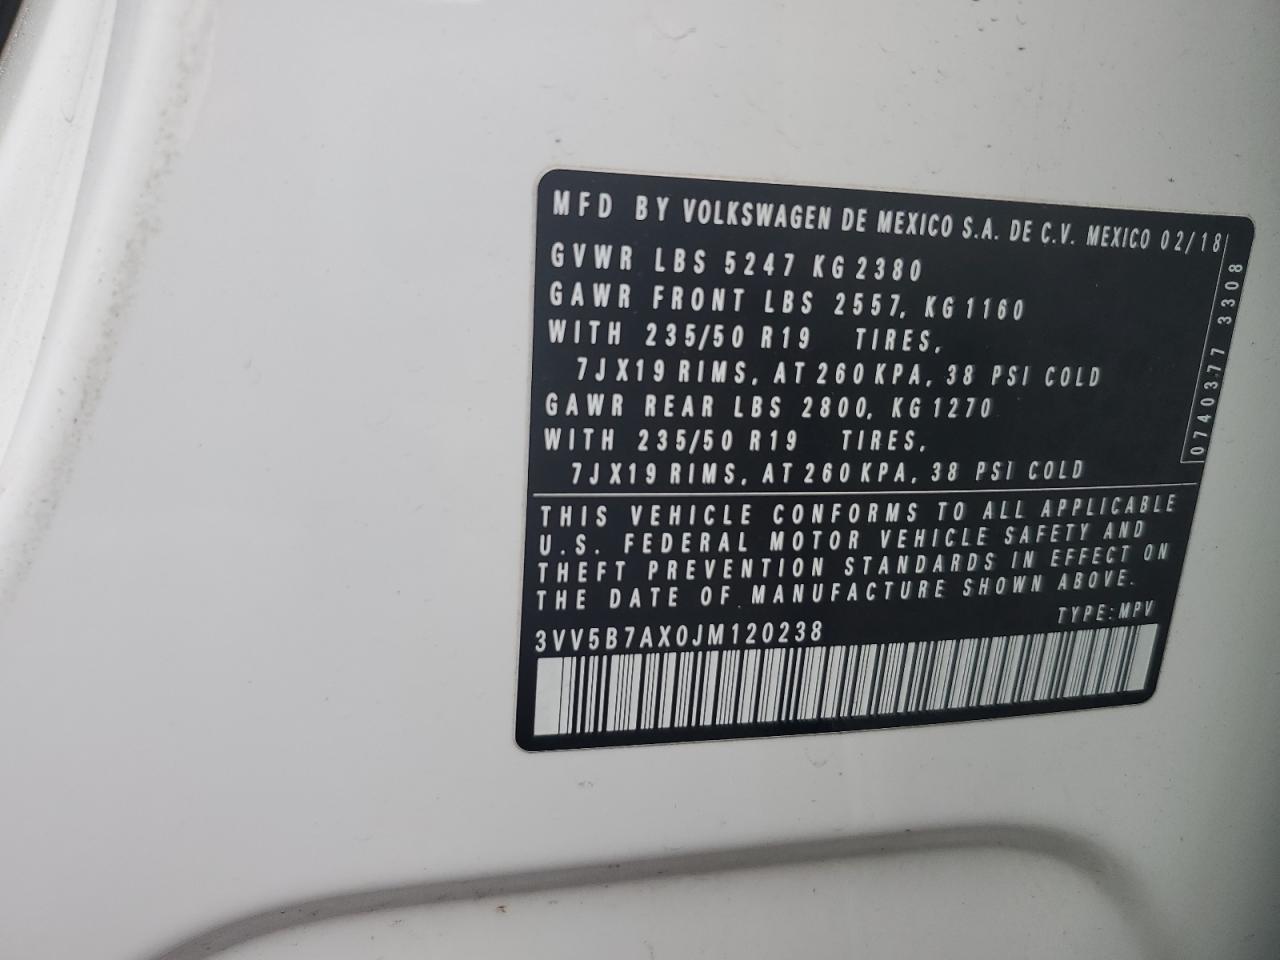 MFD BY VOLKSWAGEN DE MEXICO S.A. DE C.V. MEXICO 02/18
GVWR LBS 5247 KG 2380
GAWR FRONT LBS 2557, KG 1160
WITH 235/50 R19 TIRES,
7JX19 RIMS, AT 260 KPA, 38 PSI COLD
GAWR REAR LBS 2800, KG 1270
WITH 235/50 R19 TIRES,
7JX19 RIMS, AT 260 KPA, 38 PSI COLD
0740377 3308
THIS VEHICLE CONFORMS TO ALL APPLICABLE
U.S. FEDERAL MOTOR VEHICLE SAFETY AND
THEFT PREVENTION STANDARDS IN EFFECT ON
THE DATE OF MANUFACTURE SHOWN ABOVE.
TYPE: MPV
3VV5B7AX0JM120238